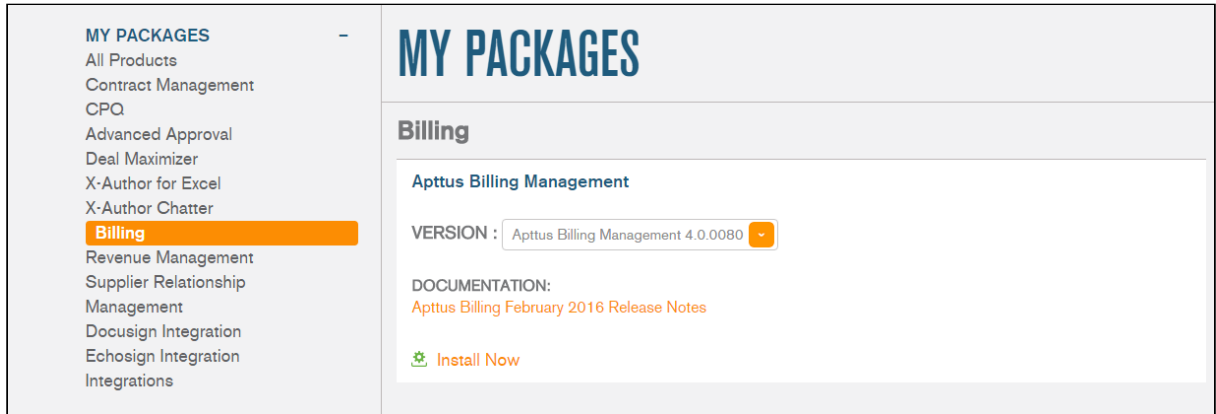 MY PACKAGES –
All Products
Contract Management
CPQ
Advanced Approval
Deal Maximizer
X-Author for Excel
X-Author Chatter
Billing
Revenue Management
Supplier Relationship
Management
Docusign Integration
Echosign Integration
Integrations
MY PACKAGES
Billing
Apttus Billing Management
VERSION : Apttus Billing Management 4.0.0080
DOCUMENTATION:
Apttus Billing February 2016 Release Notes
Install Now